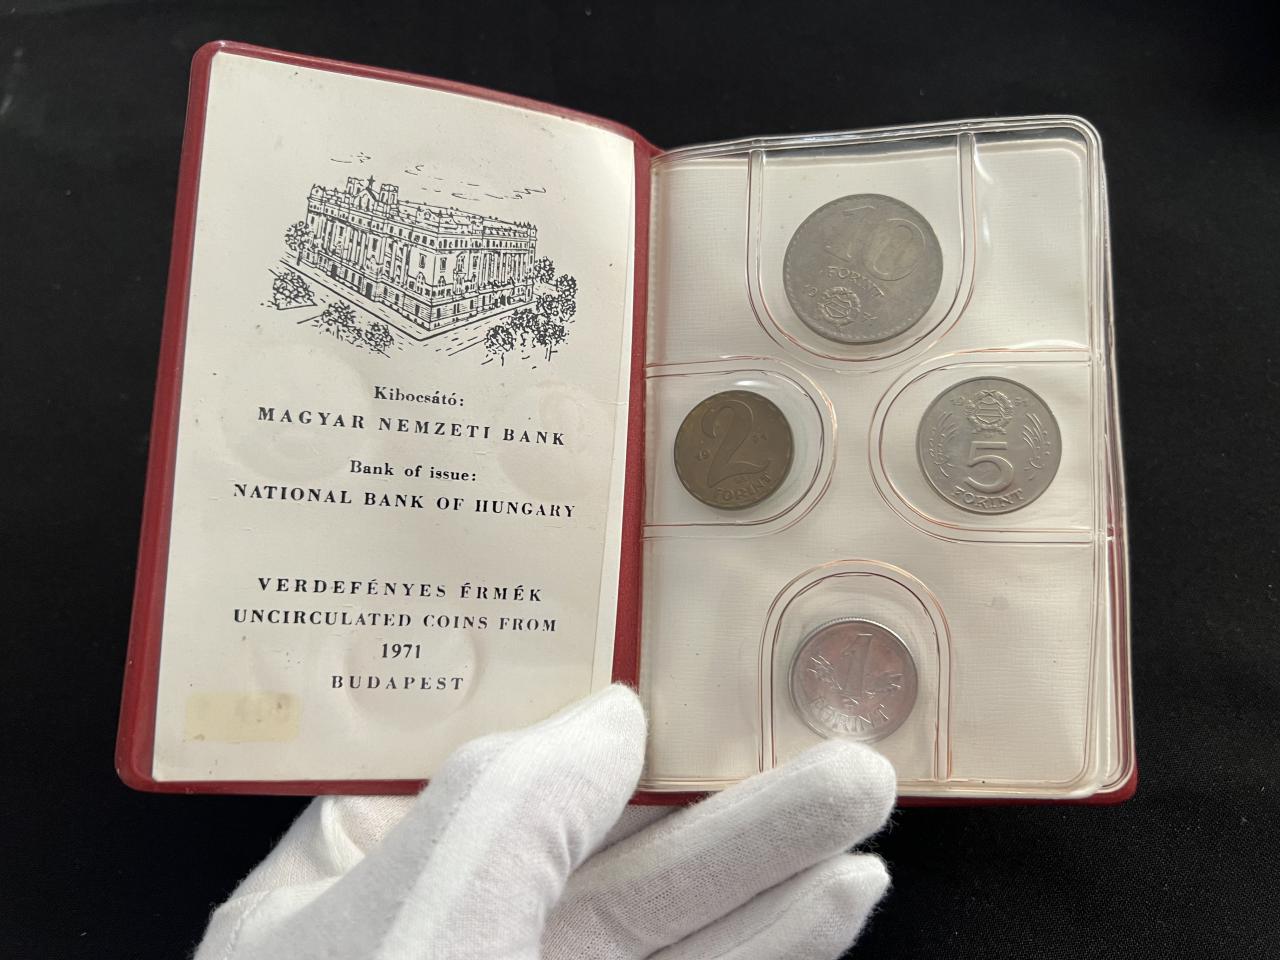 Kibocsátó:
MAGYAR NEMZETI BANK
Bank of issue:
NATIONAL BANK OF HUNGARY
VERDEFÉNYES ÉRMÉK
UNCIRCULATED COINS FROM
1971
BUDAPEST
10
FORINT
2
FORINT
1971
5
FORINT
1
FORINT